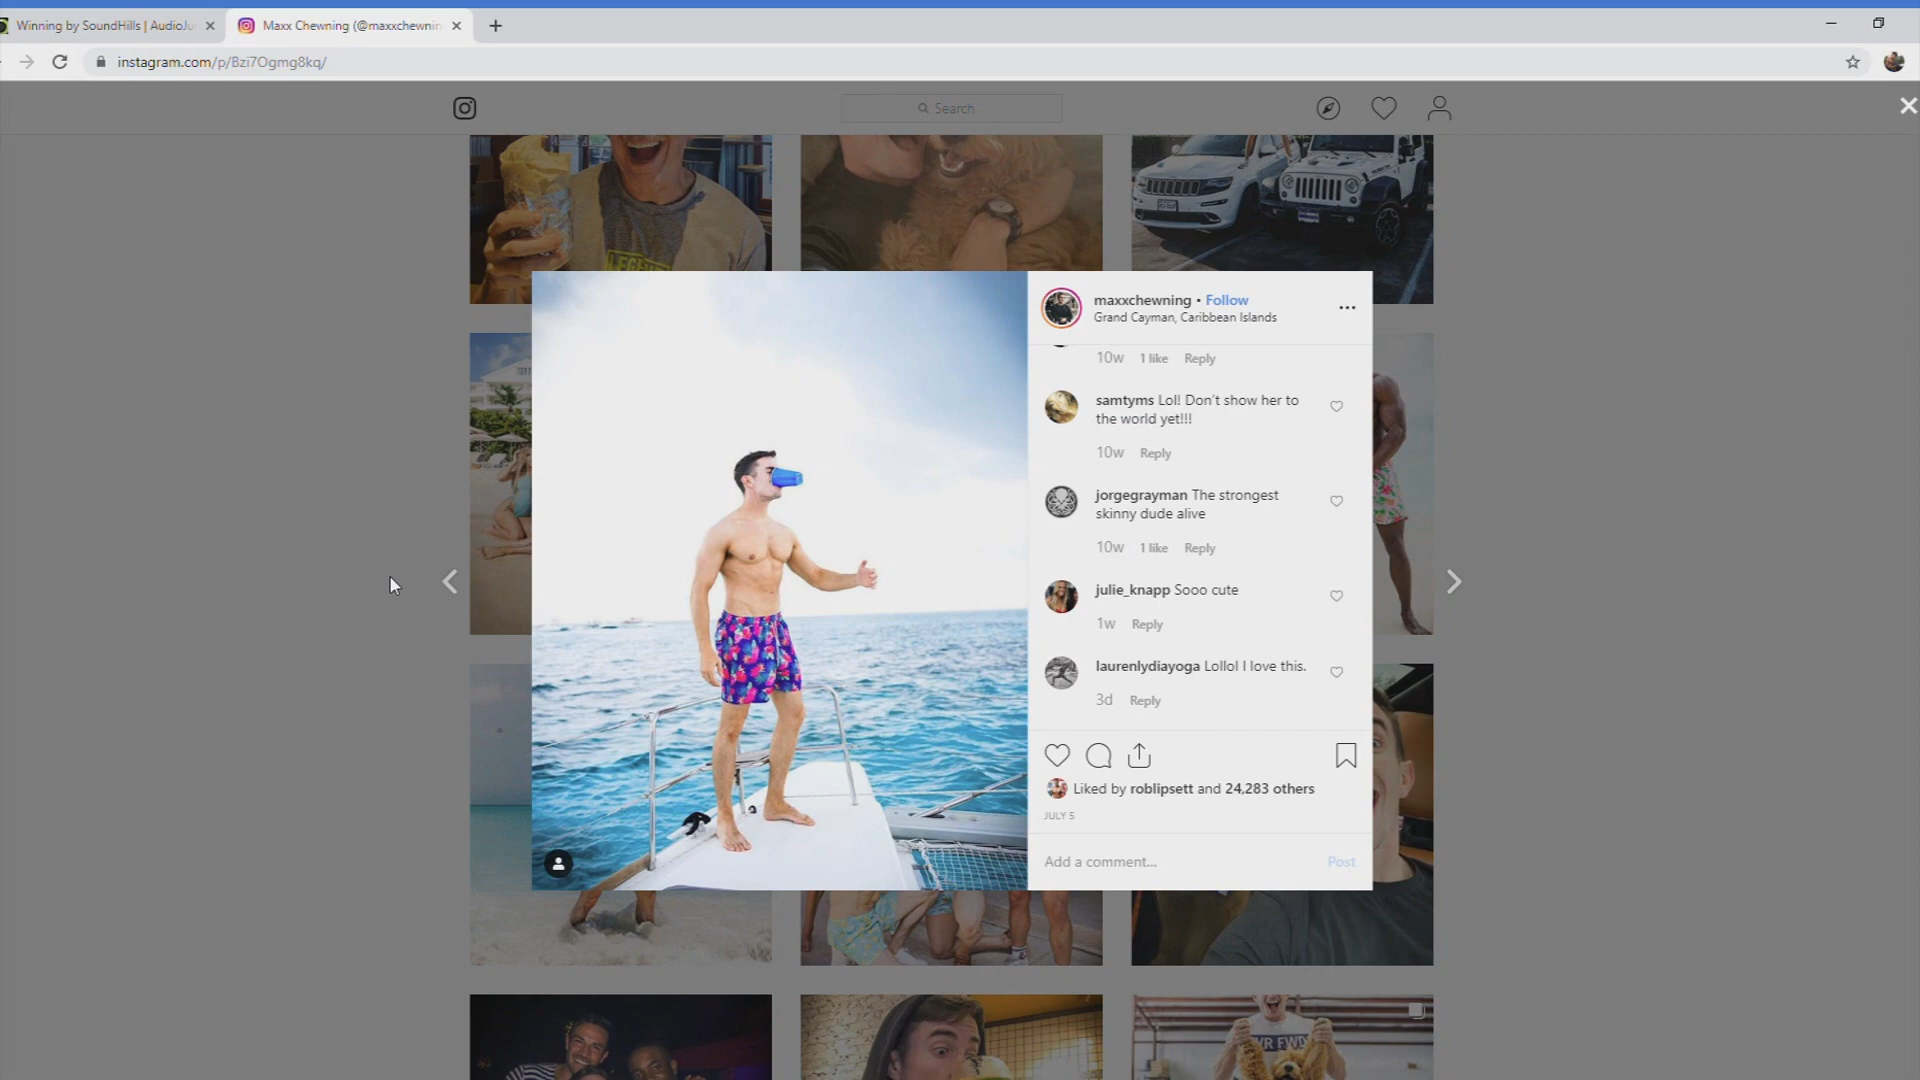 Winning by SoundHills | AudioJu
Maxx Chewning (@maxxchewnin
instagram.com/p/Bzi7Ogmg8kq/
Search
maxxchewning • Follow
Grand Cayman, Caribbean Islands
10w 1 like Reply
samtyms Lol! Don't show her to
the world yet!!!
10w Reply
jorgegrayman The strongest
skinny dude alive
10w 1 like Reply
julie_knapp Sooo cute
1w Reply
laurenlydiayoga Lollol I love this.
3d Reply
Liked by roblipsett and 24,283 others
JULY 5
Add a comment... Post